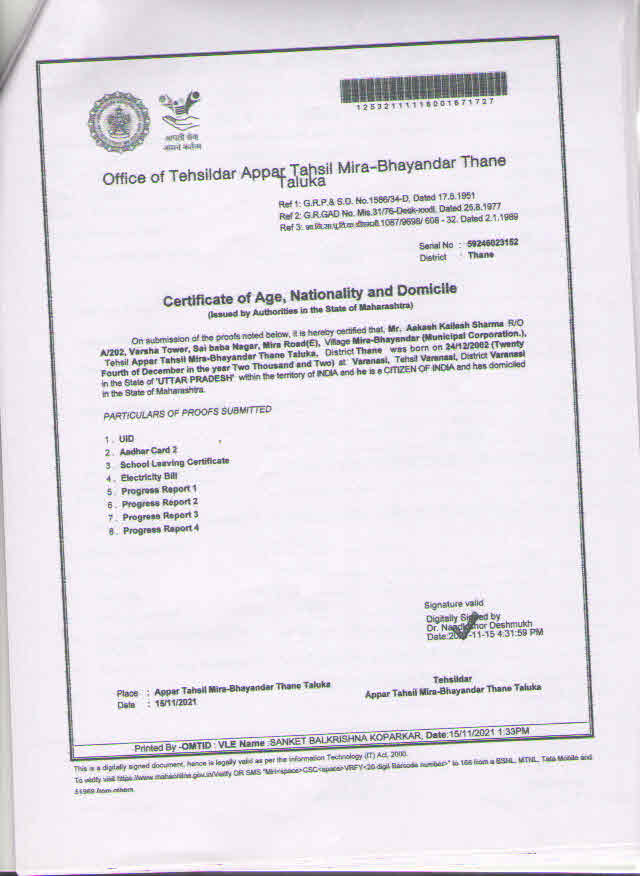 12532111116001671727
आपली सेवा
आमचे कर्तव्य
Office of Tehsildar Appar Tahsil Mira-Bhayandar Thane
Taluka
Ref 1: G.R.P.& S.D. No.1586/34-D, Dated 17.5.1951
Ref 2: G.R.GAD No. Mis.31/76-Desk-xxxII, Dated 25.8.1977
Ref 3: 1087/9698/ 608 - 32. Dated 2.1.1989
Serial No : 59246023152
District : Thane
Certificate of Age, Nationality and Domicile
(Issued by Authorities in the State of Maharashtra)
On submission of the proofs noted below, it is hereby certified that, Mr. Aakash Kailash Sharma R/O
A/202, Varsha Tower, Sai baba Nagar, Mira Road(E), Village Mira-Bhayandar (Municipal Corporation.),
Tehsil Appar Tahsil Mira-Bhayandar Thane Taluka, District Thane was born on 24/12/2002 (Twenty
Fourth of December in the year Two Thousand and Two) at Varanasi, Tehsil Varanasi, District Varanasi
in the State of 'UTTAR PRADESH' within the territory of INDIA and he is a CITIZEN OF INDIA and has domiciled
in the State of Maharashtra.
PARTICULARS OF PROOFS SUBMITTED
1 . UID
2 . Aadhar Card 2
3 . School Leaving Certificate
4 . Electricity Bill
5 . Progress Report 1
6 . Progress Report 2
7 . Progress Report 3
8 . Progress Report 4
Signature valid
Digitally Signed by
Dr. Nandkishor Deshmukh
Date:2021-11-15 4:31:59 PM
Tehsildar
Place : Appar Tahsil Mira-Bhayandar Thane Taluka
Appar Tahsil Mira-Bhayandar Thane Taluka
Date : 15/11/2021
Printed By -OMTID : VLE Name :SANKET BALKRISHNA KOPARKAR, Date:15/11/2021 1:33PM
This is a digitally signed document, hence is legally valid as per the Information Technology (IT) Act, 2000.
To verify visit https://www.mahaonline.gov.in/Verify OR SMS "MH<space>CSC<space>VRFY<20 digit Barcode number>" to 166 from a BSNL, MTNL, Tata Mobile and
51969 from others.